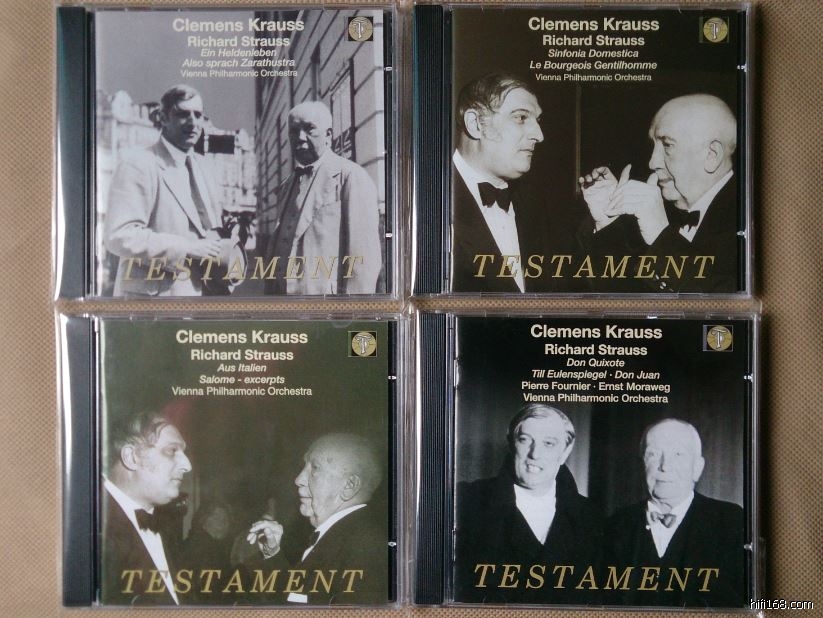 Clemens Krauss
Richard Strauss
Ein Heldenleben
Also sprach Zarathustra
Vienna Philharmonic Orchestra
TESTAMENT
Clemens Krauss
Richard Strauss
Sinfonia Domestica
Le Bourgeois Gentilhomme
Vienna Philharmonic Orchestra
TESTAMENT
Clemens Krauss
Richard Strauss
Aus Italien
Salome - excerpts
Vienna Philharmonic Orchestra
TESTAMENT
Clemens Krauss
Richard Strauss
Don Quixote
Till Eulenspiegel · Don Juan
Pierre Fournier · Ernst Moraweg
Vienna Philharmonic Orchestra
TESTAMENT
hifi168.com